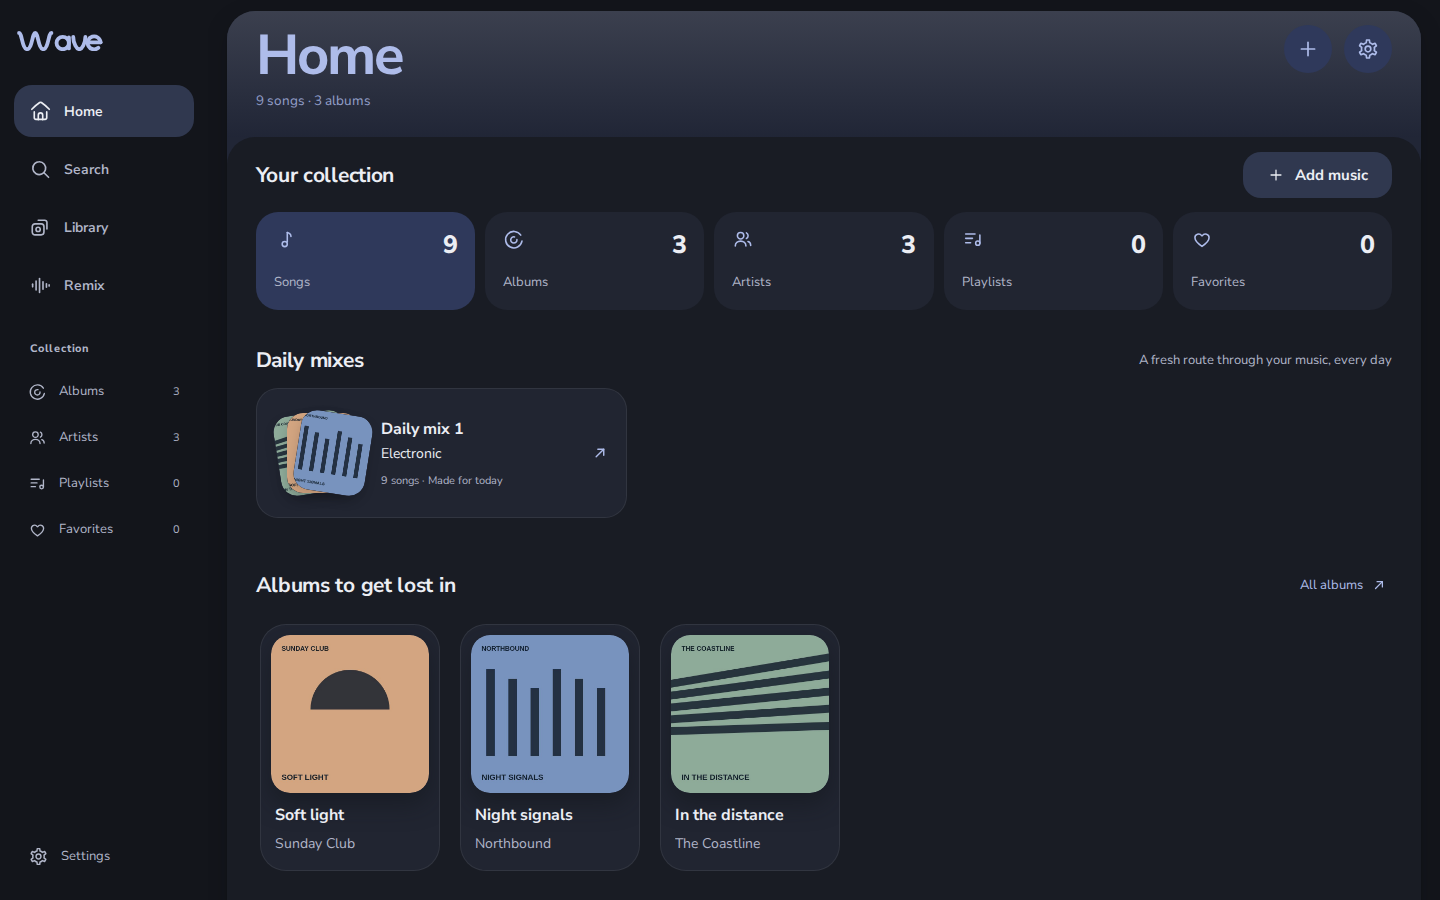 Wave
Home
Search
Library
Remix
Collection
Albums 3
Artists 3
Playlists 0
Favorites 0
Settings
Home
9 songs · 3 albums
Your collection
Add music
9
Songs
3
Albums
3
Artists
0
Playlists
0
Favorites
Daily mixes
A fresh route through your music, every day
NIGHT SIGNALS
Daily mix 1
Electronic
9 songs · Made for today
Albums to get lost in
All albums
SUNDAY CLUB
SOFT LIGHT
Soft light
Sunday Club
NORTHBOUND
NIGHT SIGNALS
Night signals
Northbound
THE COASTLINE
IN THE DISTANCE
In the distance
The Coastline